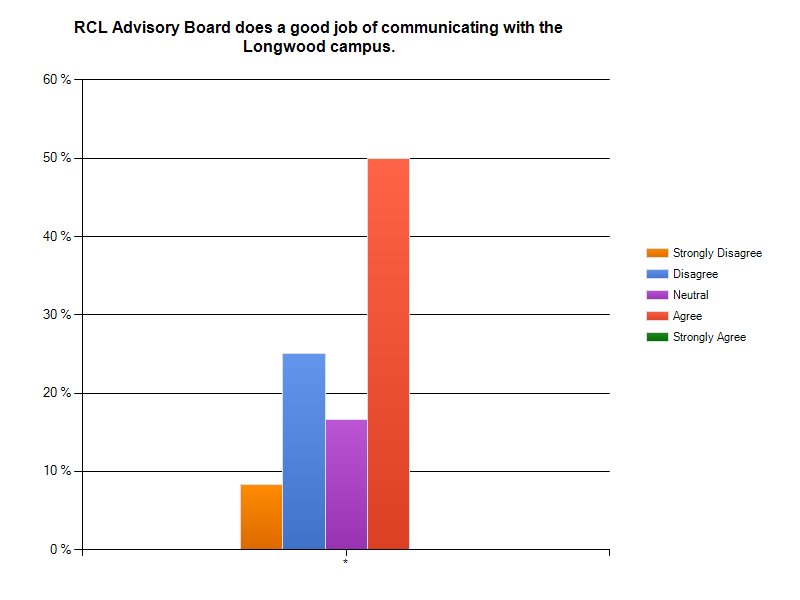 RCL Advisory Board does a good job of communicating with the
Longwood campus.
60 %
50 %
40 %
30 %
20 %
10 %
0 %
*
Strongly Disagree
Disagree
Neutral
Agree
Strongly Agree